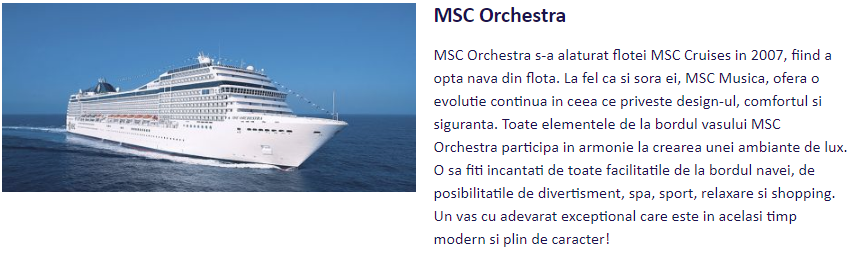 MSC Orchestra
MSC Orchestra s-a alaturat flotei MSC Cruises in 2007, fiind a
opta nava din flota. La fel ca si sora ei, MSC Musica, ofera o
evolutie continua in ceea ce priveste design-ul, comfortul si
siguranta. Toate elementele de la bordul vasului MSC
Orchestra participa in armonie la crearea unei ambiante de lux.
O sa fiti incantati de toate facilitatile de la bordul navei, de
posibilitatile de divertisment, spa, sport, relaxare si shopping.
Un vas cu adevarat exceptional care este in acelasi timp
modern si plin de caracter!